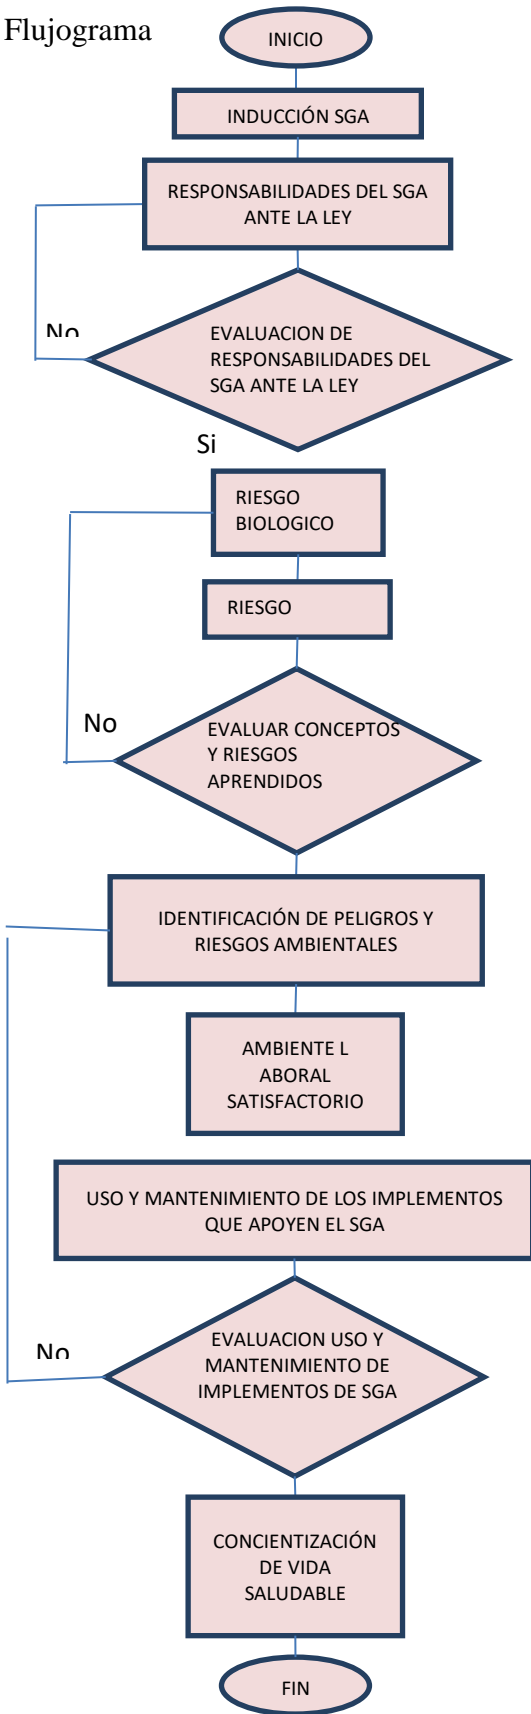 Flujograma
INICIO
INDUCCIÓN SGA
RESPONSABILIDADES DEL SGA
ANTE LA LEY
No
EVALUACION DE
RESPONSABILIDADES DEL
SGA ANTE LA LEY
Si
RIESGO
BIOLOGICO
RIESGO
No
EVALUAR CONCEPTOS
Y RIESGOS
APRENDIDOS
IDENTIFICACIÓN DE PELIGROS Y
RIESGOS AMBIENTALES
AMBIENTE L
ABORAL
SATISFACTORIO
USO Y MANTENIMIENTO DE LOS IMPLEMENTOS
QUE APOYEN EL SGA
No
EVALUACION USO Y
MANTENIMIENTO DE
IMPLEMENTOS DE SGA
CONCIENTIZACIÓN
DE VIDA
SALUDABLE
FIN